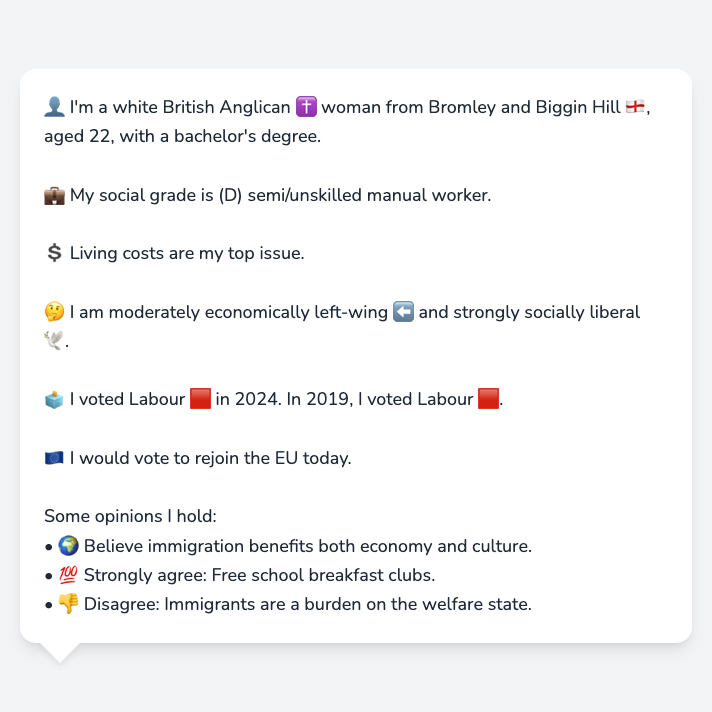 👤 I'm a white British Anglican ✝️ woman from Bromley and Biggin Hill 🏴󠁧󠁢󠁥󠁮󠁧󠁿,
aged 22, with a bachelor's degree.
💼 My social grade is (D) semi/unskilled manual worker.
💲 Living costs are my top issue.
🤔 I am moderately economically left-wing ⬅️ and strongly socially liberal
🕊️.
🗳️ I voted Labour 🟥 in 2024. In 2019, I voted Labour 🟥.
🇪🇺 I would vote to rejoin the EU today.
Some opinions I hold:
• 🌍 Believe immigration benefits both economy and culture.
• 💯 Strongly agree: Free school breakfast clubs.
• 👎 Disagree: Immigrants are a burden on the welfare state.